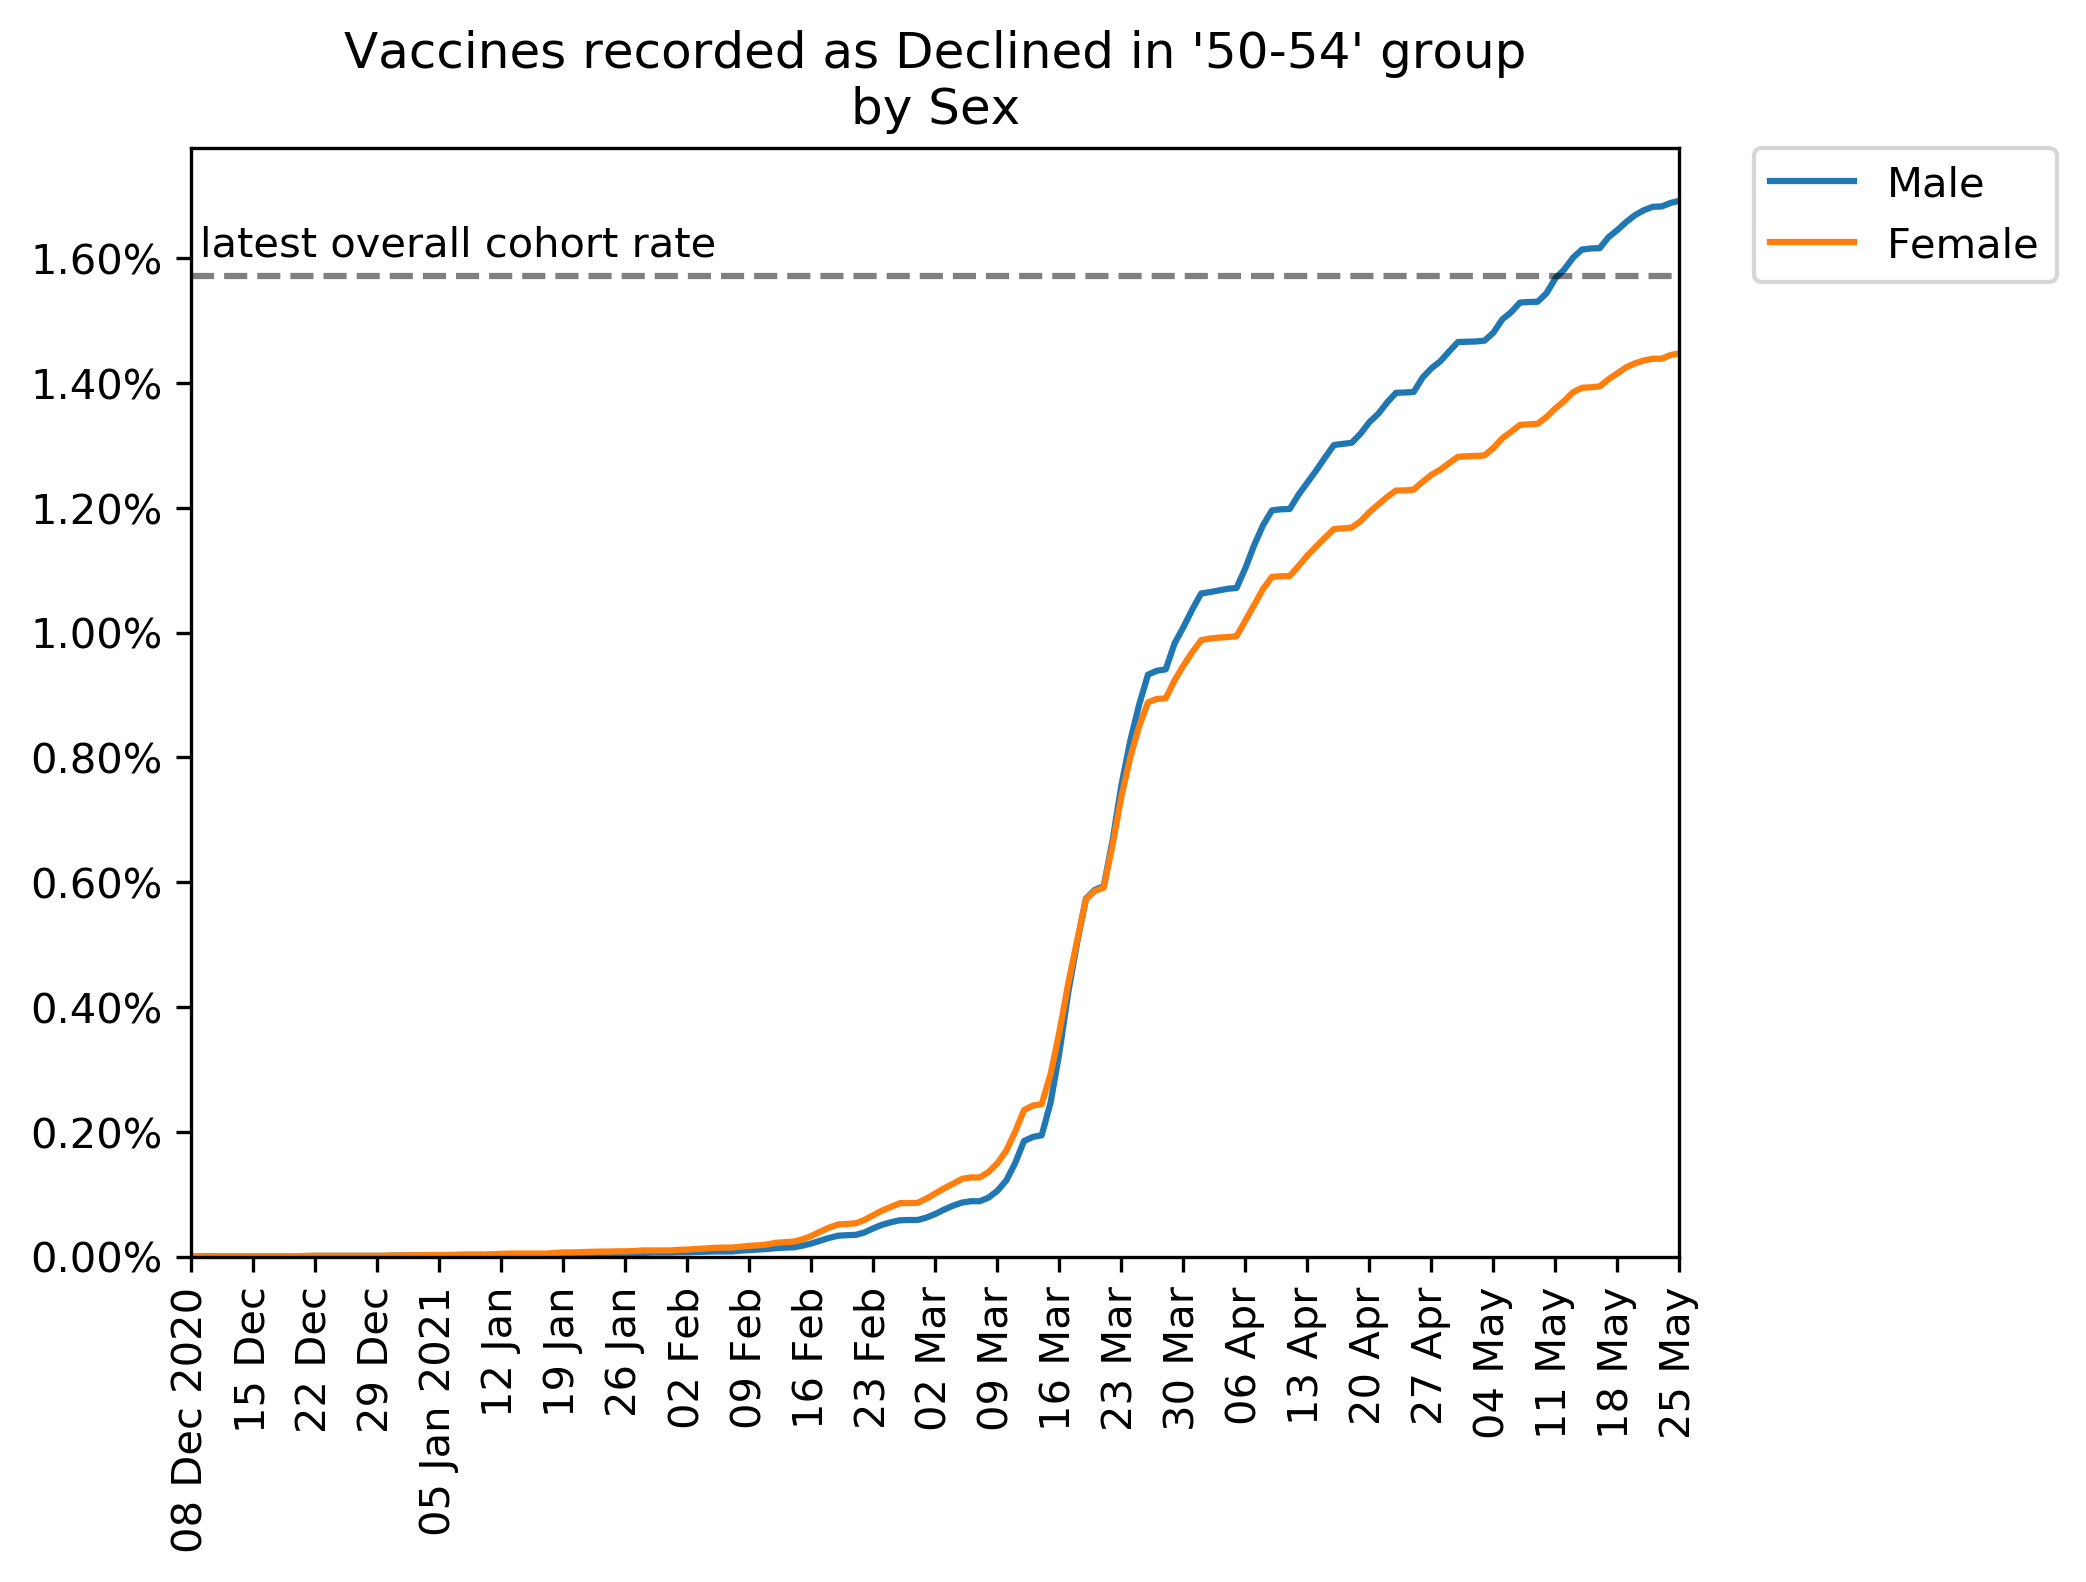 Vaccines recorded as Declined in '50-54' group
by Sex
Male
Female
latest overall cohort rate
1.60%
1.40%
1.20%
1.00%
0.80%
0.60%
0.40%
0.20%
0.00%
08 Dec 2020
15 Dec
22 Dec
29 Dec
05 Jan 2021
12 Jan
19 Jan
26 Jan
02 Feb
09 Feb
16 Feb
23 Feb
02 Mar
09 Mar
16 Mar
23 Mar
30 Mar
06 Apr
13 Apr
20 Apr
27 Apr
04 May
11 May
18 May
25 May